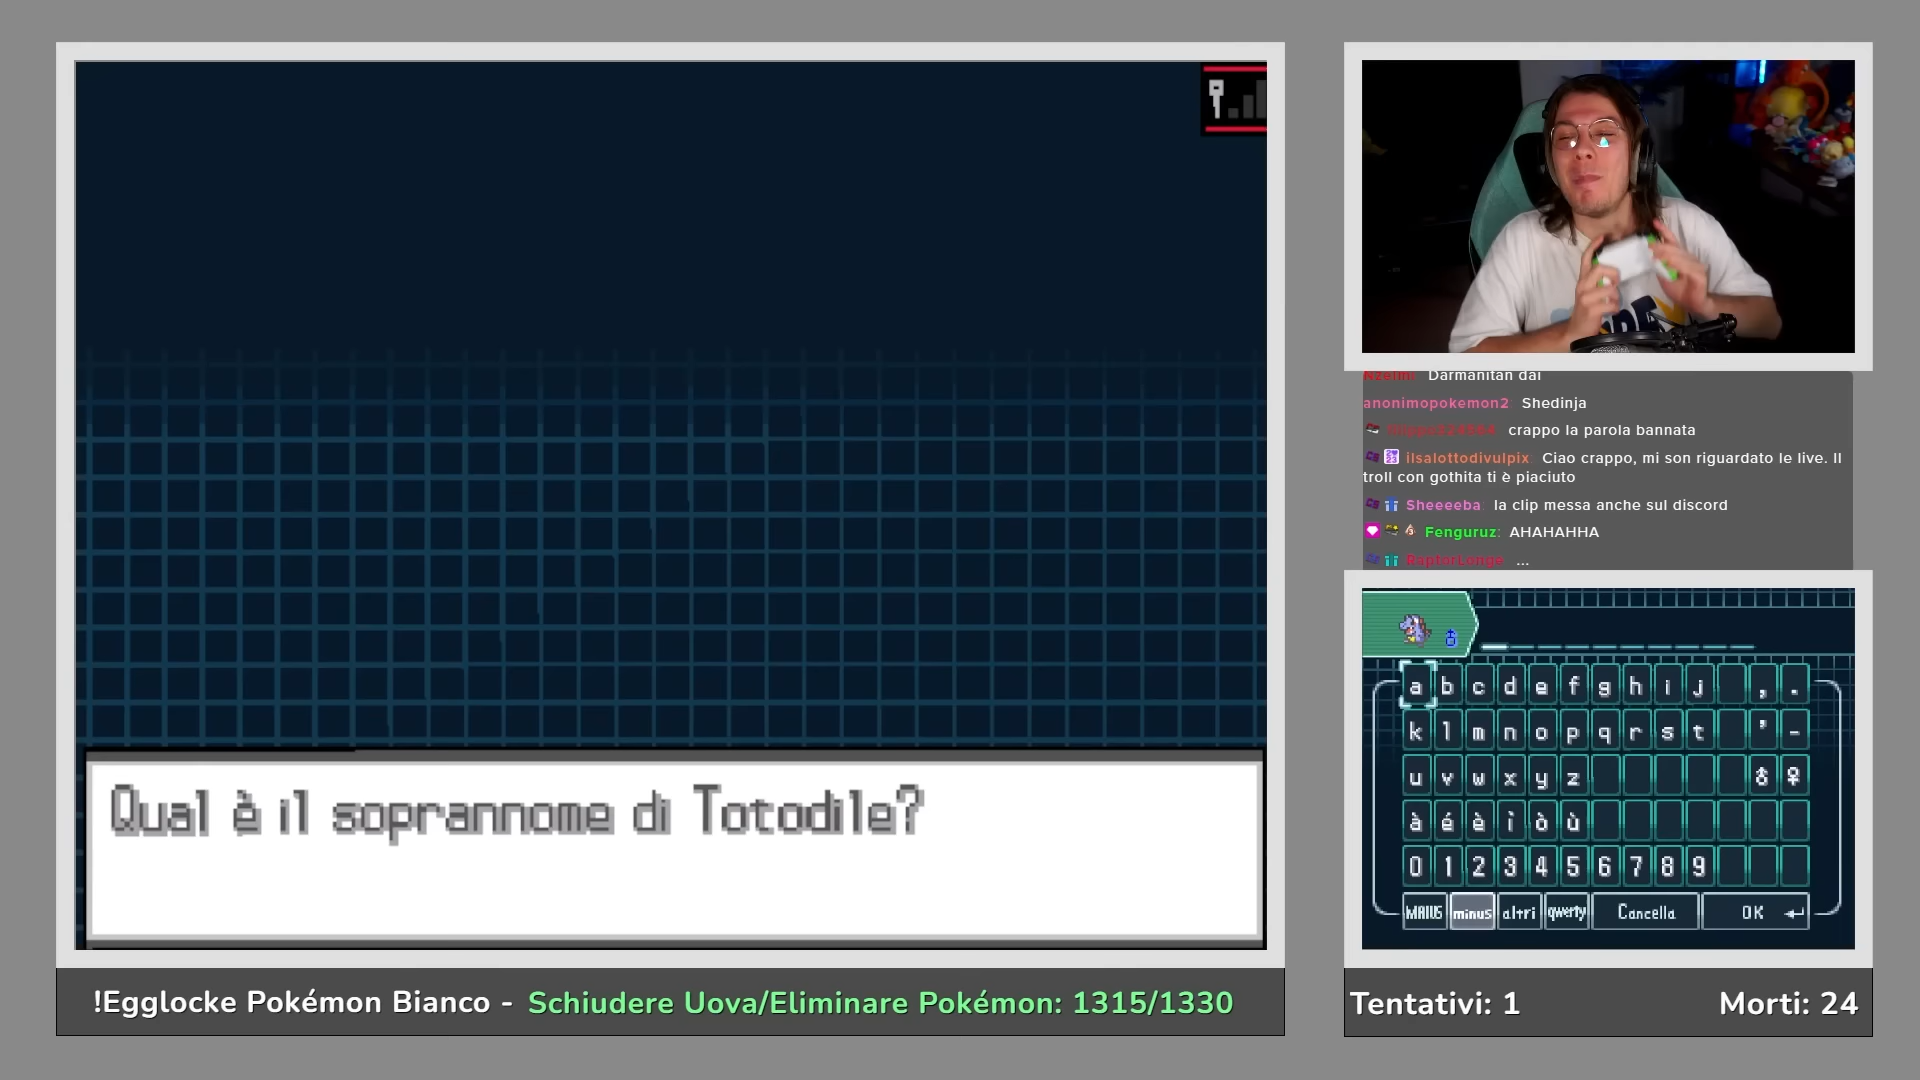 Qual è il soprannome di Totodile?
!Egglocke Pokémon Bianco - Schiudere Uova/Eliminare Pokémon: 1315/1330
Darmanitan dai
anonimopokemon2 Shedinja
crappo la parola bannata
ilsalottodivulpix: Ciao crappo, mi son riguardato le live. Il
troll con gothita ti è piaciuto
Sheeeeba la clip messa anche sul discord
Fenguruz: AHAHAHHA
RaptorLange ...
a b c d e f g h i j , .
k l m n o p q r s t ' -
u v w x y z ♂ ♀
à é è ì ò ù
0 1 2 3 4 5 6 7 8 9
MAIUS minus altri qwerty Cancella OK
Tentativi: 1 Morti: 24